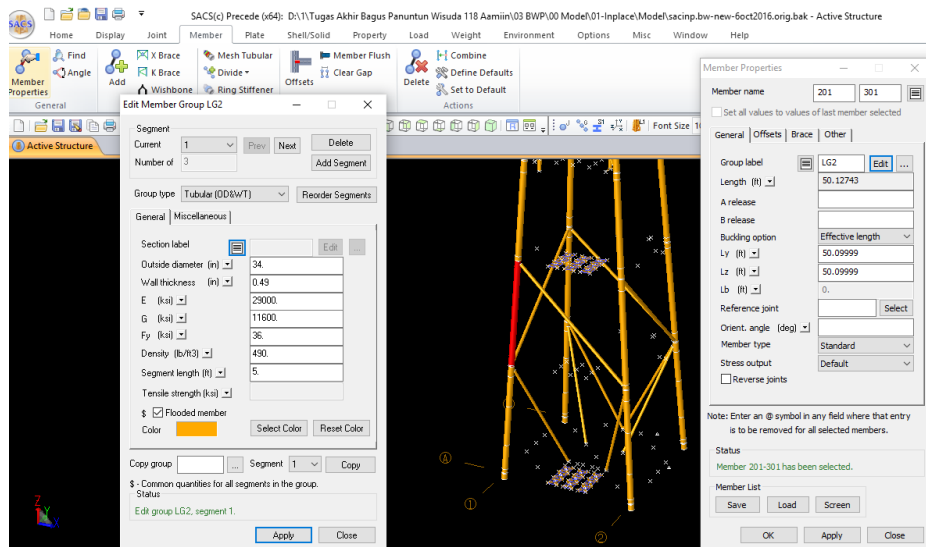 SACS SACS(c) Precede (x64): D:\1\Tugas Akhir Bagus Panuntun Wisuda 118 Aamiin\03 BWP\00 Model\01-Inplace\Model\sacinp.bw-new-6oct2016.orig.bak - Active Structure
Home Display Joint Member Plate Shell/Solid Property Load Weight Environment Options Misc Window Help
Member Properties
Find
Angle
General
Add
X Brace
K Brace
Wishbone
Mesh Tubular
Divide
Ring Stiffener
Offsets
Member Flush
Clear Gap
Delete
Combine
Define Defaults
Set to Default
Actions
Font Size
Active Structure
Edit Member Group LG2
Segment
Current 1 Prev Next Delete
Number of 3 Add Segment
Group type Tubular (OD&WT) Reorder Segments
General Miscellaneous
Section label Edit ...
Outside diameter (in) 34.
Wall thickness (in) 0.49
E (ksi) 29000.
G (ksi) 11600.
Fy (ksi) 36.
Density (lb/ft3) 490.
Segment length (ft) 5.
Tensile strength (ksi)
$ Flooded member
Color Select Color Reset Color
Copy group ... Segment 1 Copy
$ - Common quantities for all segments in the group.
Status
Edit group LG2, segment 1.
Apply Close
Z
Y
X
A
1
2
Member Properties
Member name 201 301
Set all values to values of last member selected
General Offsets Brace Other
Group label LG2 Edit ...
Length (ft) 50.12743
A release
B release
Buckling option Effective length
Ly (ft) 50.09999
Lz (ft) 50.09999
Lb (ft) 0.
Reference joint Select
Orient. angle (deg)
Member type Standard
Stress output Default
Reverse joints
Note: Enter an @ symbol in any field where that entry
is to be removed for all selected members.
Status
Member 201-301 has been selected.
Member List
Save Load Screen
OK Apply Close